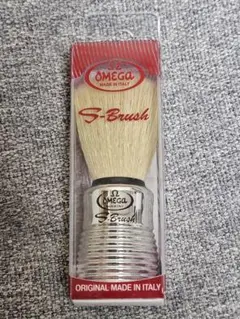 Ω
OMEGA
MADE IN ITALY
S-Brush
Ω
OMEGA
S-Brush
ORIGINAL MADE IN ITALY